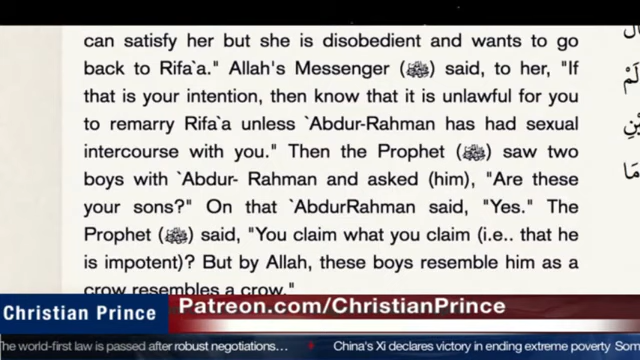 can satisfy her but she is disobedient and wants to go
back to Rifa`a." Allah's Messenger (ﷺ) said, to her, "If
that is your intention, then know that it is unlawful for you
to remarry Rifa`a unless `Abdur-Rahman has had sexual
intercourse with you." Then the Prophet (ﷺ) saw two
boys with `Abdur- Rahman and asked (him), "Are these
your sons?" On that `AbdurRahman said, "Yes." The
Prophet (ﷺ) said, "You claim what you claim (i.e.. that he
is impotent)? But by Allah, these boys resemble him as a
crow resembles a crow."
Christian Prince
Patreon.com/ChristianPrince
The world-first law is passed after robust negotiations... China's Xi declares victory in ending extreme poverty Som